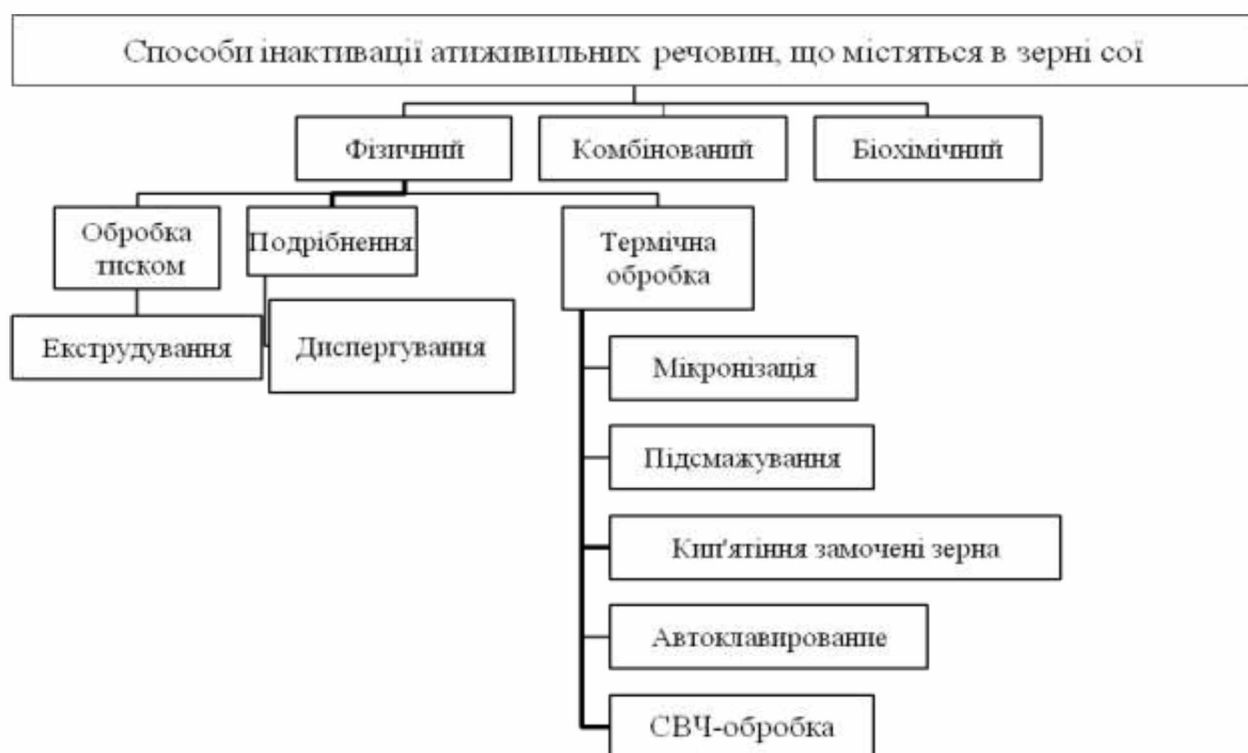 Способи інактивації атиживильних речовин, що містяться в зерні сої
Фізичний
Комбінований
Біохімічний
Обробка
тиском
Подрібнення
Термічна
обробка
Екструдування
Диспергування
Мікронізація
Підсмажування
Кип'ятіння замочені зерна
Автоклавирование
СВЧ-обробка